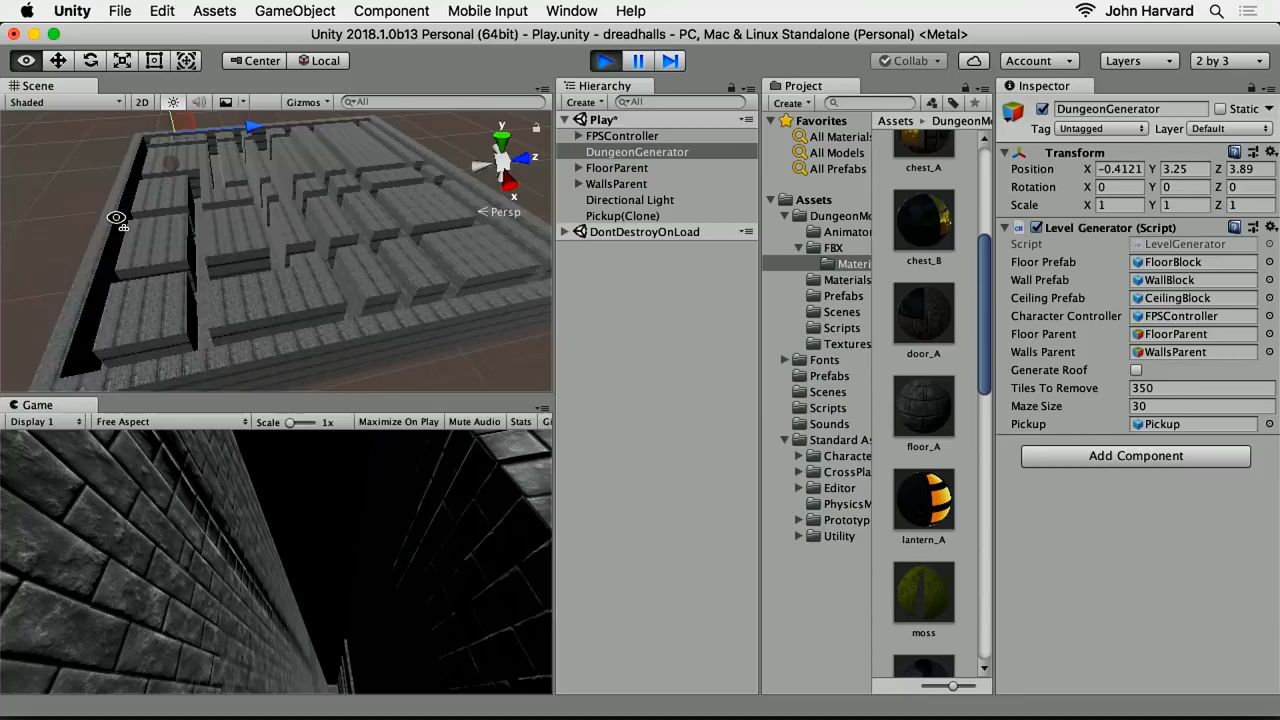 Unity File Edit Assets GameObject Component Mobile Input Window Help John Harvard
Unity 2018.1.0b13 Personal (64bit) - Play.unity - dreadhalls - PC, Mac & Linux Standalone (Personal) <Metal>
Center Local Collab Account Layers 2 by 3
Scene
Shaded 2D Gizmos All
y
z
x
Persp
Game
Display 1 Free Aspect Scale 1x Maximize On Play Mute Audio Stats
Hierarchy
Create All
Play*
FPSController
DungeonGenerator
FloorParent
WallsParent
Directional Light
Pickup(Clone)
DontDestroyOnLoad
Project
Create
Favorites
All Materials
All Models
All Prefabs
Assets
DungeonMo
Animator
FBX
Materi
Materials
Prefabs
Scenes
Scripts
Textures
Fonts
Prefabs
Scenes
Scripts
Sounds
Standard As
Characte
CrossPla
Editor
PhysicsM
Prototyp
Utility
Assets DungeonMo
chest_A
chest_B
door_A
floor_A
lantern_A
moss
Inspector
DungeonGenerator Static
Tag Untagged Layer Default
Transform
Position X -0.4121 Y 3.25 Z 3.89
Rotation X 0 Y 0 Z 0
Scale X 1 Y 1 Z 1
Level Generator (Script)
Script LevelGenerator
Floor Prefab FloorBlock
Wall Prefab WallBlock
Ceiling Prefab CeilingBlock
Character Controller FPSController
Floor Parent FloorParent
Walls Parent WallsParent
Generate Roof
Tiles To Remove 350
Maze Size 30
Pickup Pickup
Add Component